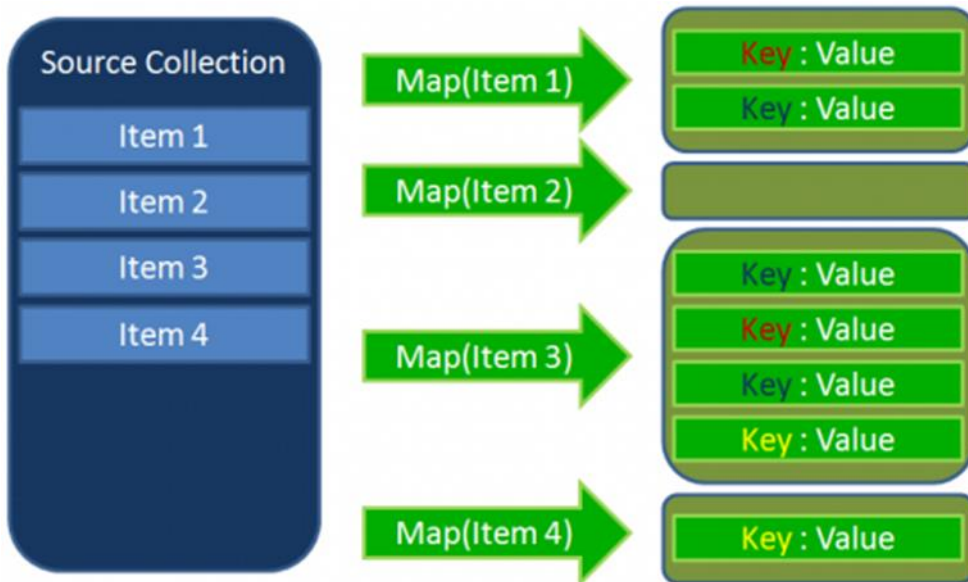 Source Collection
Item 1
Item 2
Item 3
Item 4
Map(Item 1)
Key : Value
Key : Value
Map(Item 2)
Map(Item 3)
Key : Value
Key : Value
Key : Value
Key : Value
Map(Item 4)
Key : Value